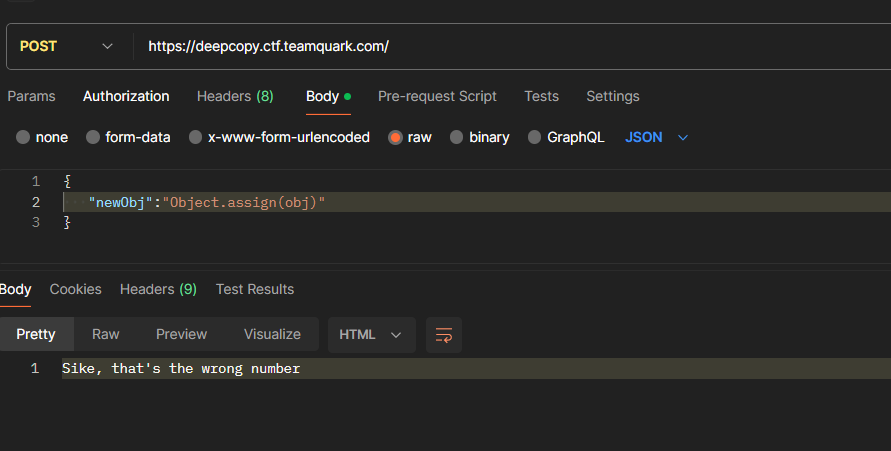 POST https://deepcopy.ctf.teamquark.com/
Params Authorization Headers (8) Body Pre-request Script Tests Settings
none form-data x-www-form-urlencoded raw binary GraphQL JSON
1 {
2 "newObj":"Object.assign(obj)"
3 }
Body Cookies Headers (9) Test Results
Pretty Raw Preview Visualize HTML
1 Sike, that's the wrong number